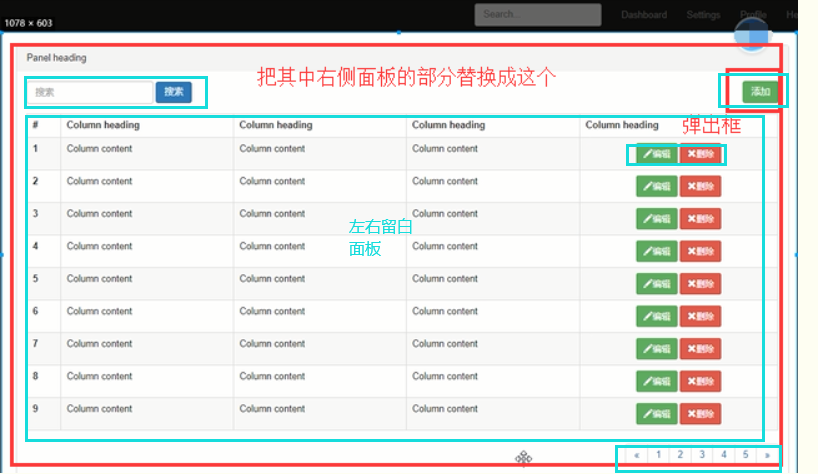 1078 × 603
Search...
Dashboard Settings Profile He
Panel heading
把其中右侧面板的部分替换成这个
搜索 搜索 添加
弹出框
# Column heading Column heading Column heading Column heading
1 Column content Column content Column content 编辑 删除
2 Column content Column content Column content 编辑 删除
3 Column content Column content Column content 编辑 删除
左右留白
面板
4 Column content Column content Column content 编辑 删除
5 Column content Column content Column content 编辑 删除
6 Column content Column content Column content 编辑 删除
7 Column content Column content Column content 编辑 删除
8 Column content Column content Column content 编辑 删除
9 Column content Column content Column content 编辑 删除
« 1 2 3 4 5 »